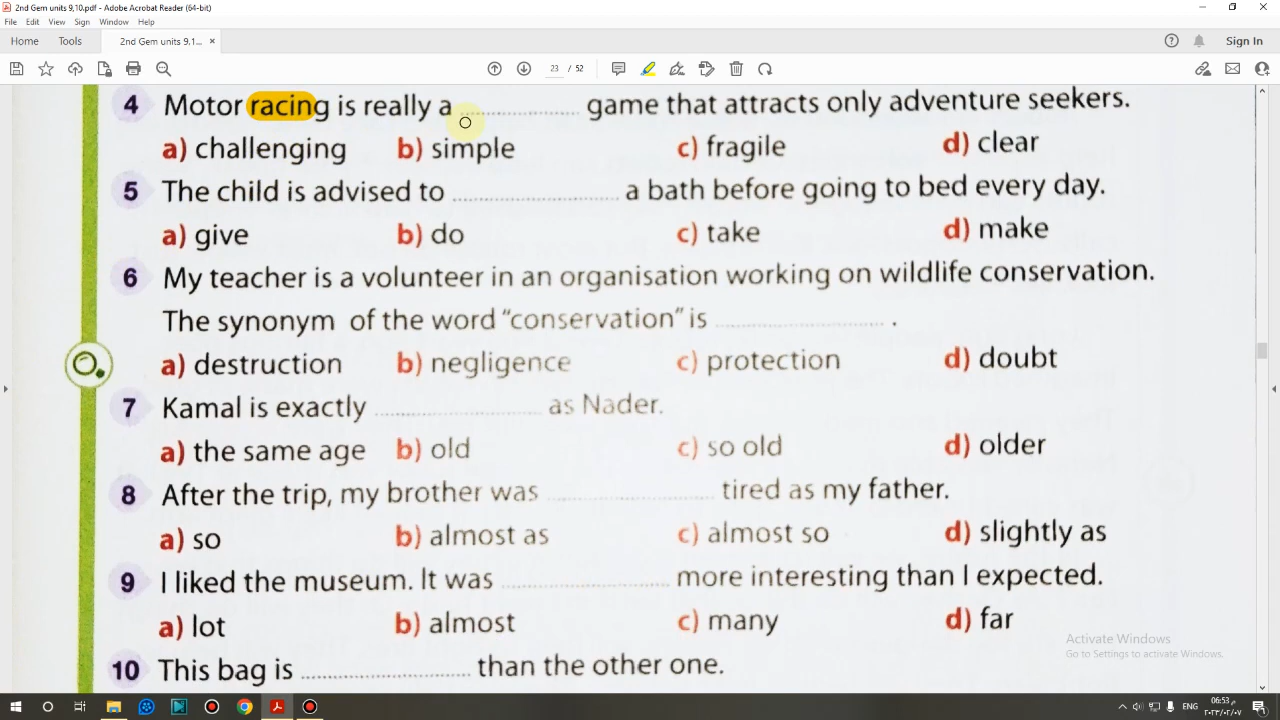 2nd Gem units 9,10.pdf - Adobe Acrobat Reader (64-bit)
File Edit View Sign Window Help
Home Tools 2nd Gem units 9,1... × Sign In
23 / 52
4 Motor racing is really a .................... game that attracts only adventure seekers.
a) challenging b) simple c) fragile d) clear
5 The child is advised to .................... a bath before going to bed every day.
a) give b) do c) take d) make
6 My teacher is a volunteer in an organisation working on wildlife conservation.
The synonym of the word “conservation” is .................... .
a) destruction b) negligence c) protection d) doubt
7 Kamal is exactly .................... as Nader.
a) the same age b) old c) so old d) older
8 After the trip, my brother was .................... tired as my father.
a) so b) almost as c) almost so d) slightly as
9 I liked the museum. It was .................... more interesting than I expected.
a) lot b) almost c) many d) far
Activate Windows
Go to Settings to activate Windows.
10 This bag is .................... than the other one.
ENG 06:53 م